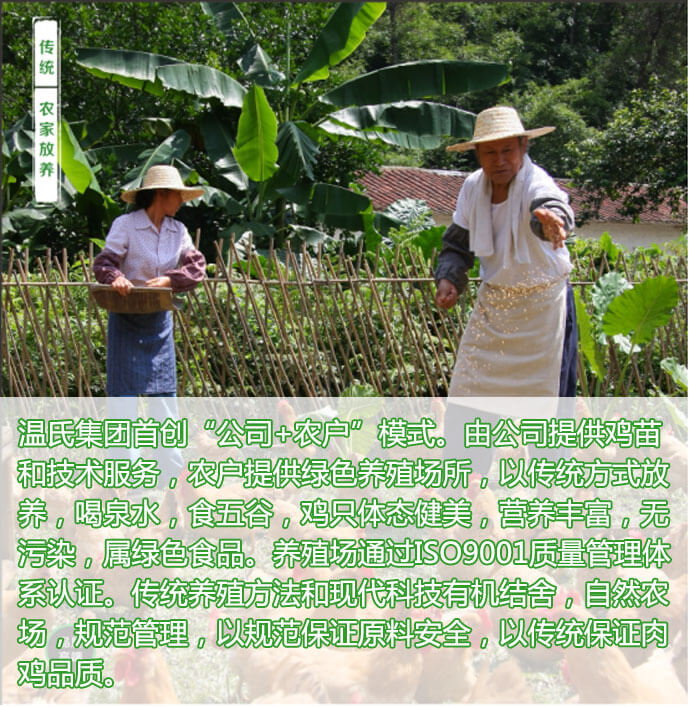 传统
农家放养
温氏集团首创“公司+农户”模式。由公司提供鸡苗
和技术服务，农户提供绿色养殖场所，以传统方式放
养，喝泉水，食五谷，鸡只体态健美，营养丰富，无
污染，属绿色食品。养殖场通过ISO9001质量管理体
系认证。传统养殖方法和现代科技有机结舍，自然农
场，规范管理，以规范保证原料安全，以传统保证肉
鸡品质。